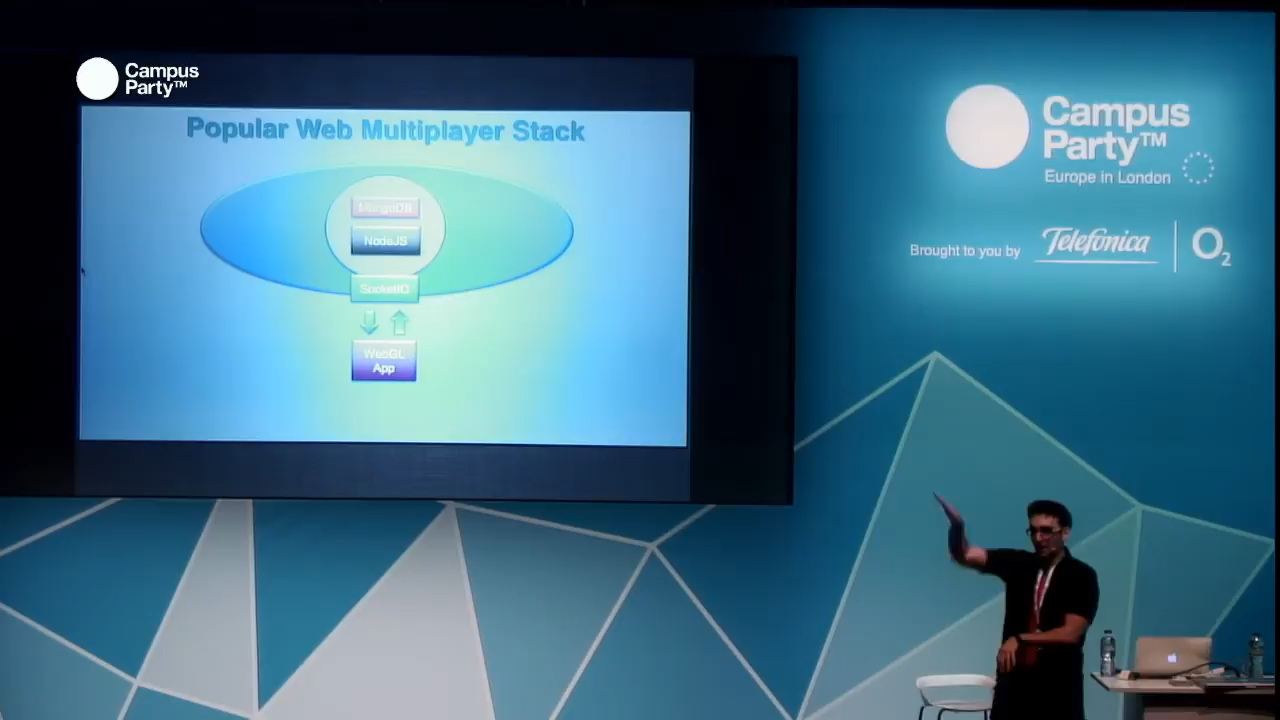 Campus
Party™
Popular Web Multiplayer Stack
MongoDB
NodeJS
SocketIO
WebGL
App
Campus
Party™
Europe in London
Brought to you by
Telefónica
O2